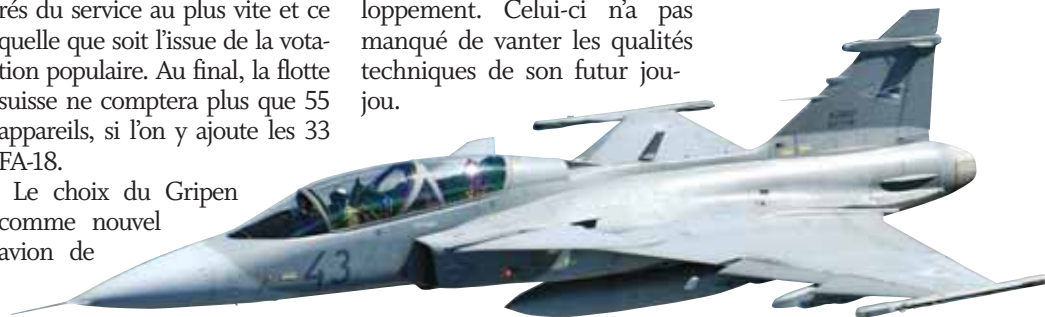 rés du service au plus vite et ce
quelle que soit l'issue de la vota-
tion populaire. Au final, la flotte
suisse ne comptera plus que 55
appareils, si l'on y ajoute les 33
FA-18.
Le choix du Gripen
comme nouvel
avion de
loppement. Celui-ci n'a pas
manqué de vanter les qualités
techniques de son futur jou-
jou.
43